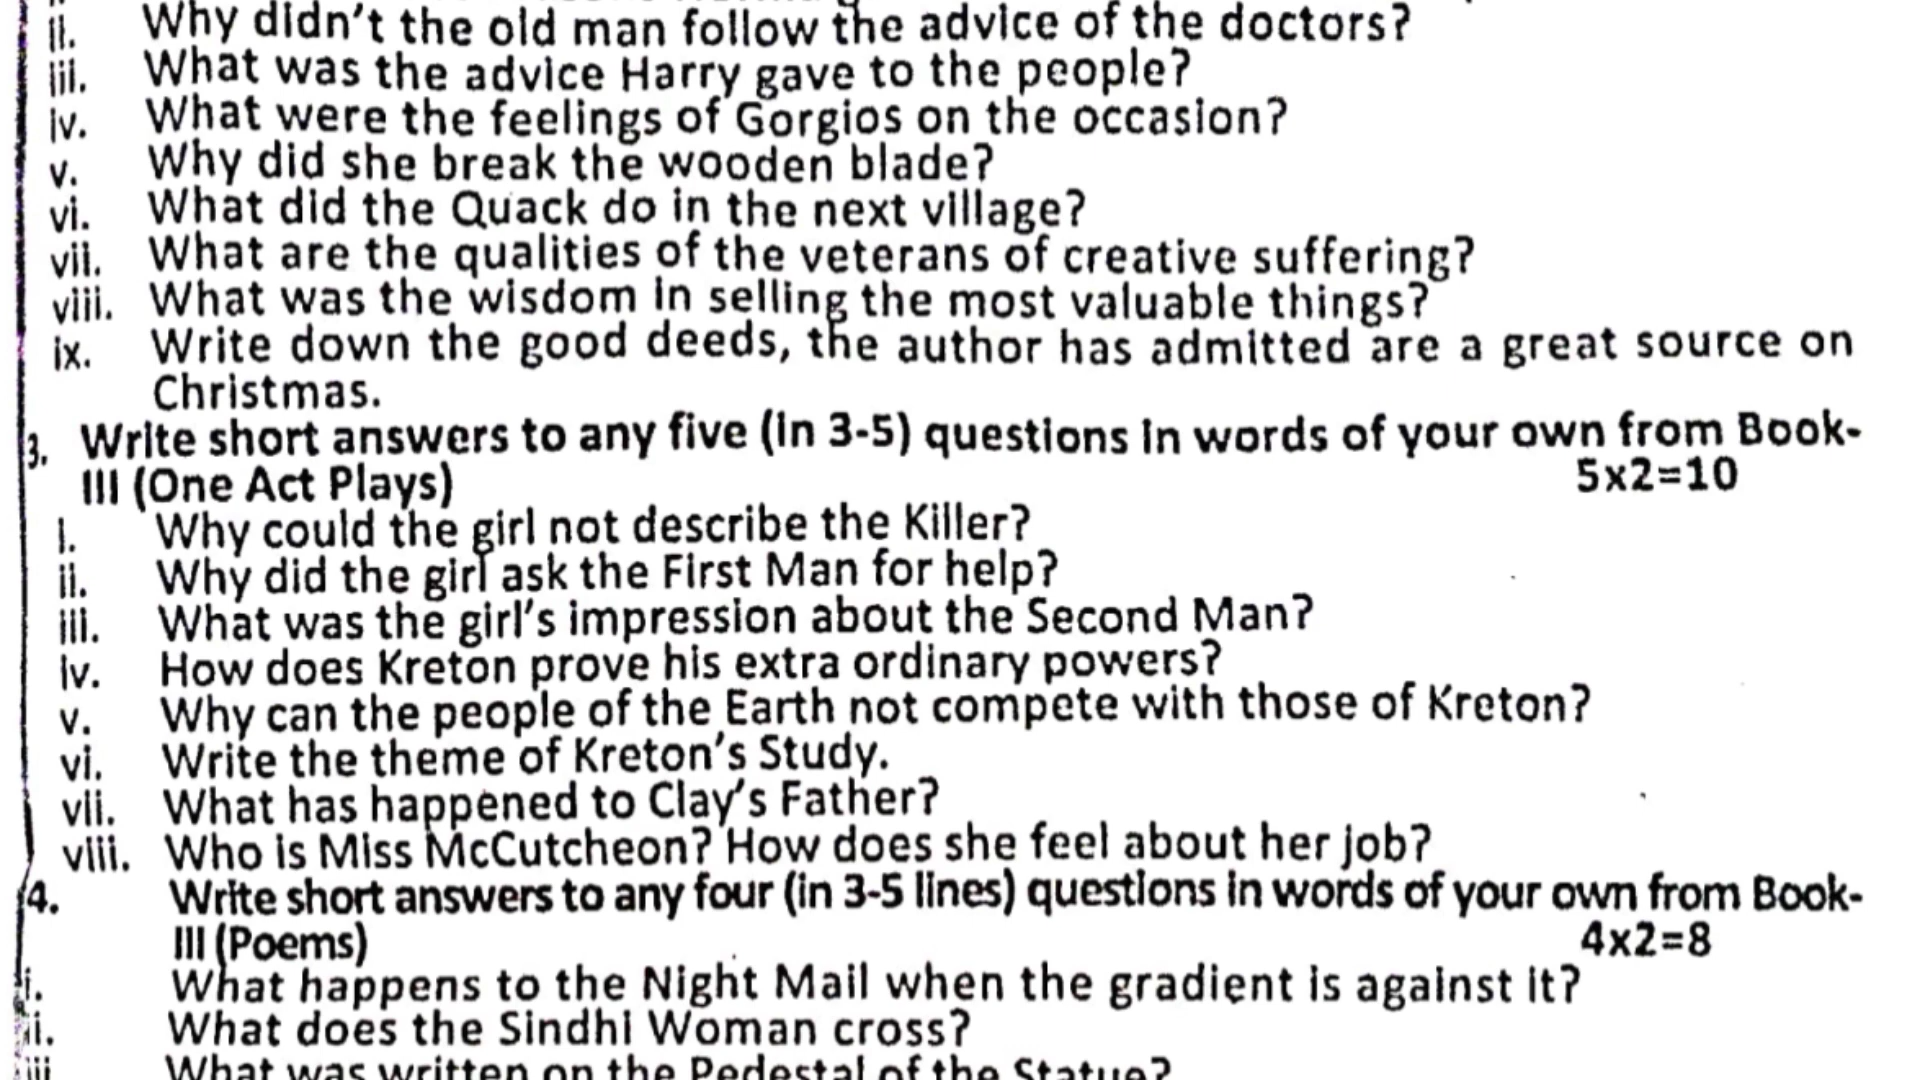 ii. Why didn't the old man follow the advice of the doctors?
iii. What was the advice Harry gave to the people?
iv. What were the feelings of Gorgios on the occasion?
v. Why did she break the wooden blade?
vi. What did the Quack do in the next village?
vii. What are the qualities of the veterans of creative suffering?
viii. What was the wisdom in selling the most valuable things?
ix. Write down the good deeds, the author has admitted are a great source on
Christmas.
3. Write short answers to any five (in 3-5) questions in words of your own from Book-
III (One Act Plays) 5x2=10
i. Why could the girl not describe the Killer?
ii. Why did the girl ask the First Man for help?
iii. What was the girl's impression about the Second Man?
iv. How does Kreton prove his extra ordinary powers?
v. Why can the people of the Earth not compete with those of Kreton?
vi. Write the theme of Kreton's Study.
vii. What has happened to Clay's Father?
viii. Who is Miss McCutcheon? How does she feel about her job?
4. Write short answers to any four (in 3-5 lines) questions in words of your own from Book-
III (Poems) 4x2=8
i. What happens to the Night Mail when the gradient is against it?
ii. What does the Sindhi Woman cross?
iii What was written on the Pedestal of the Statue?